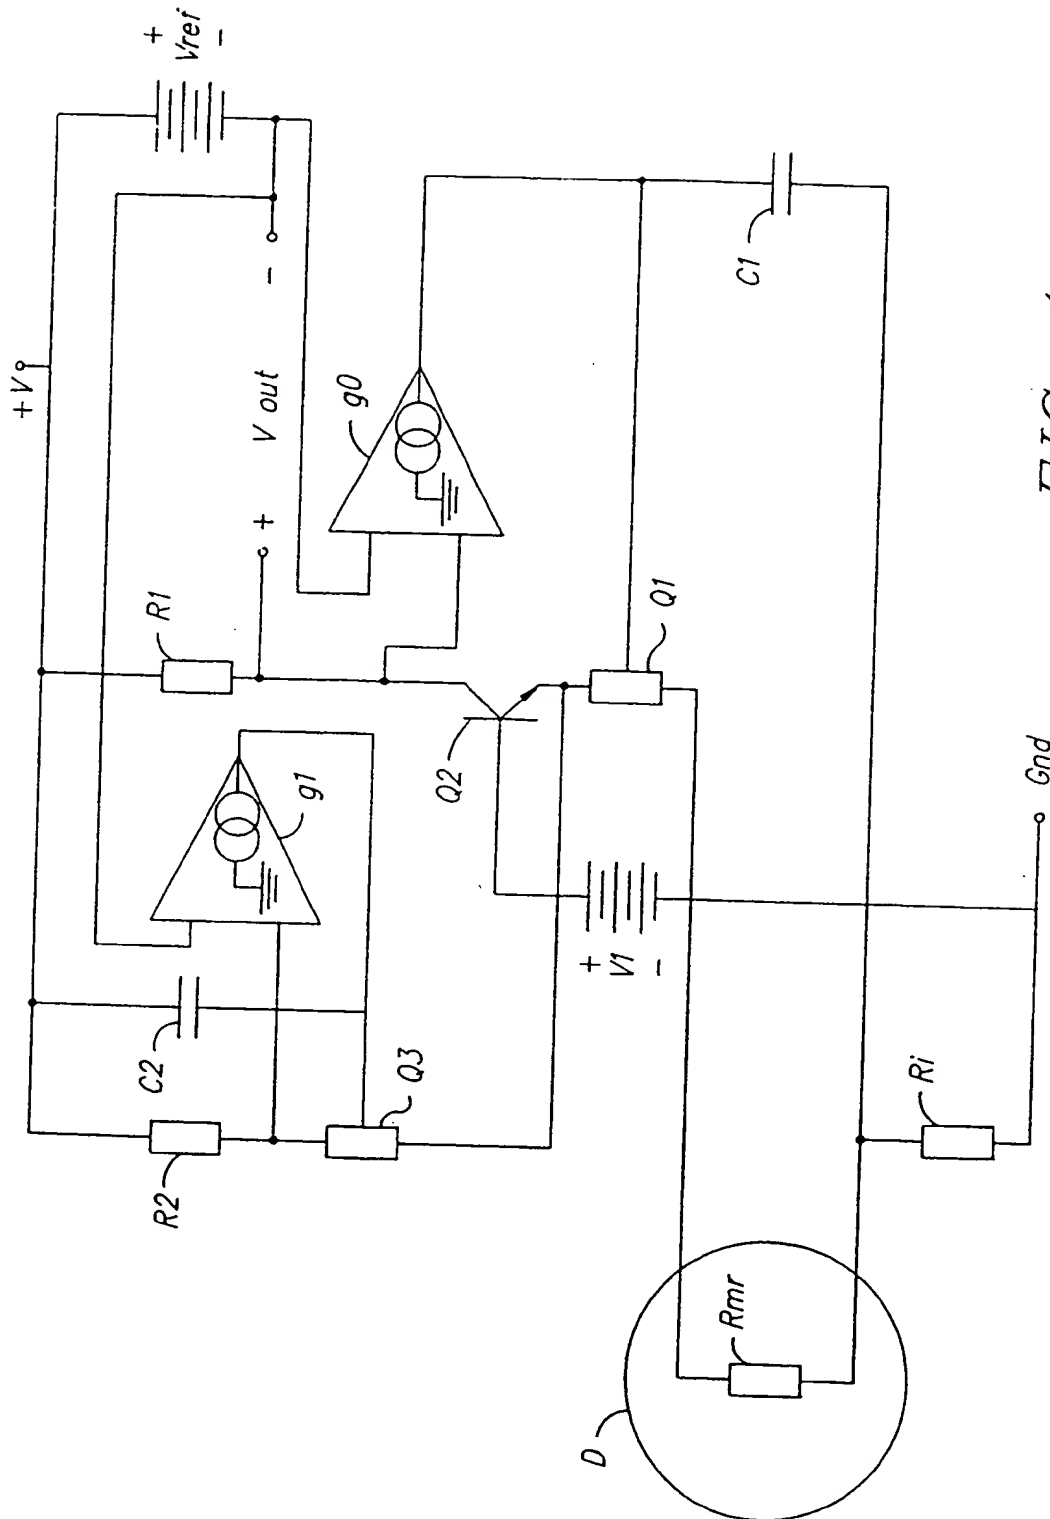 +V
+
Vref
-
R1
+
V out
-
g0
g1
C2
R2
Q3
Q2
Q1
C1
+
V1
-
Gnd
Ri
Rmr
D